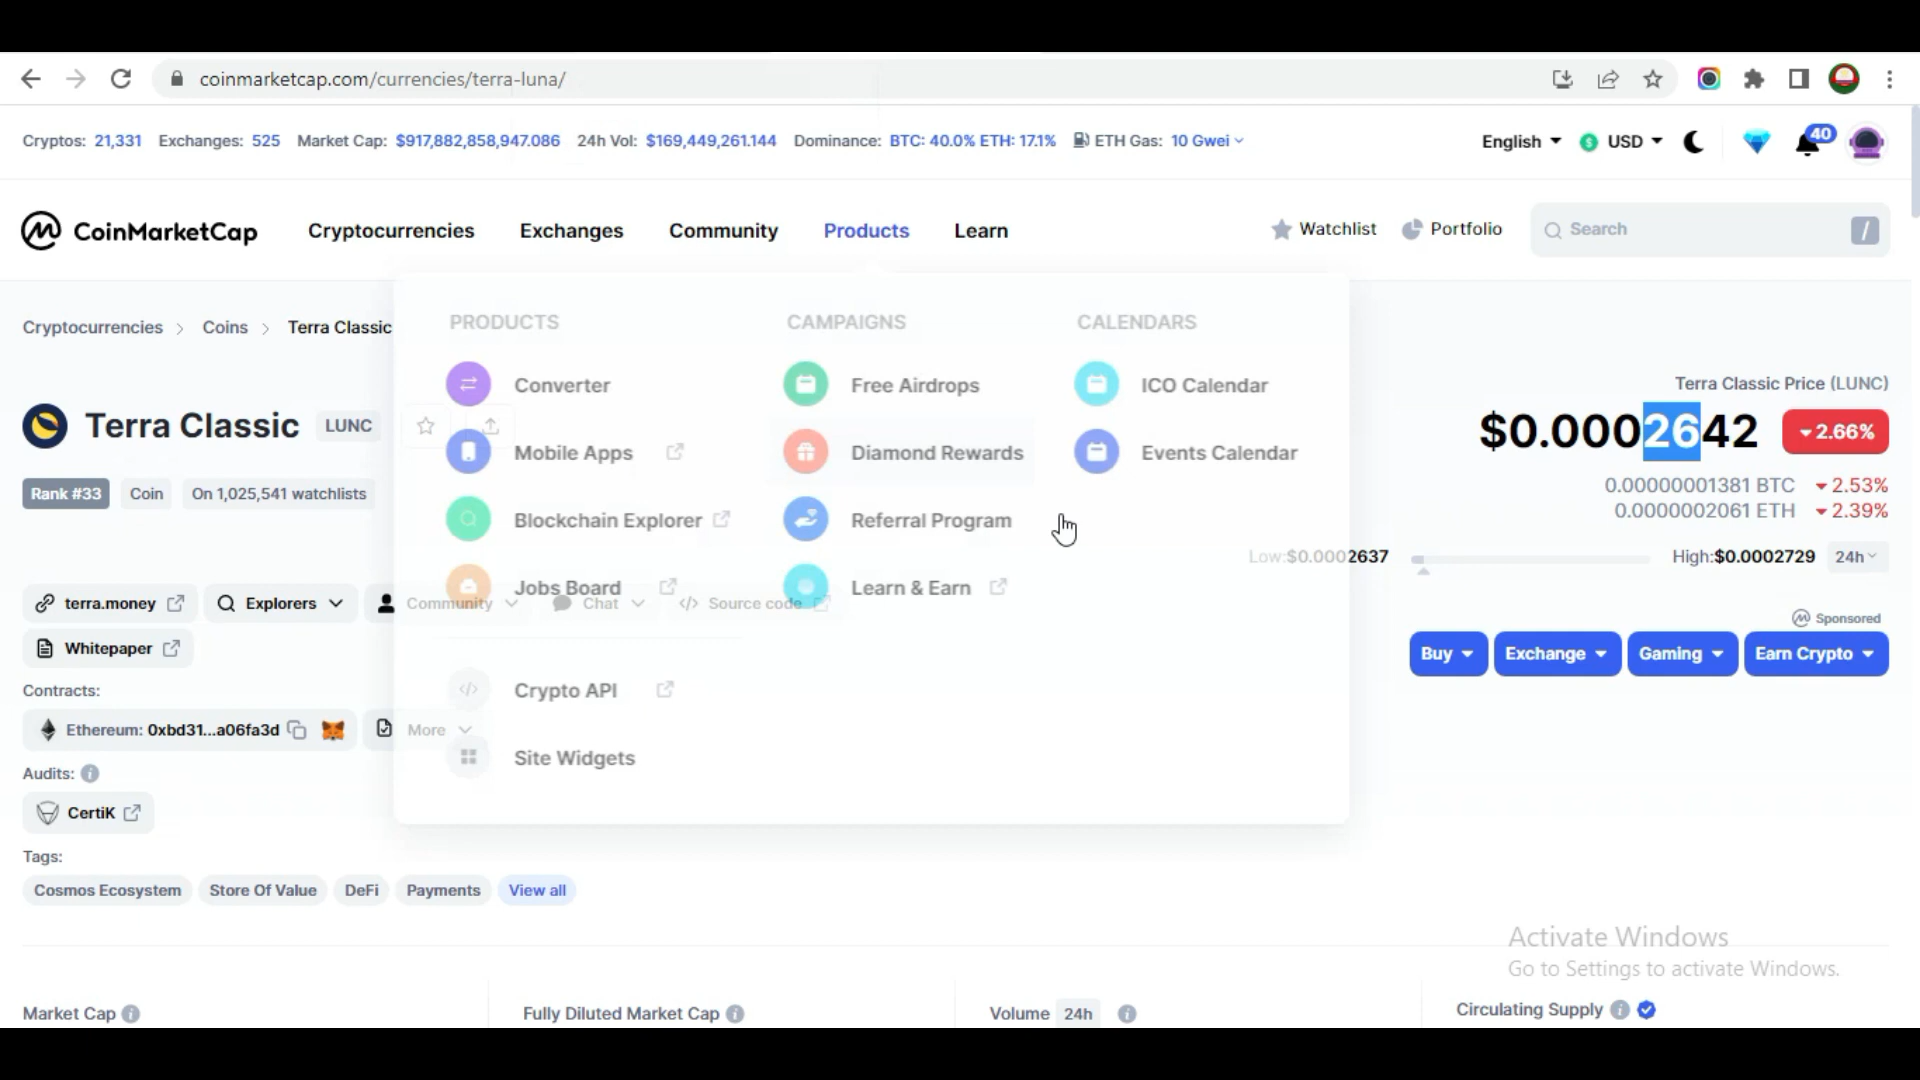 coinmarketcap.com/currencies/terra-luna/
Cryptos: 21,331 Exchanges: 525 Market Cap: $917,882,858,947.086 24h Vol: $169,449,261.144 Dominance: BTC: 40.0% ETH: 17.1% ETH Gas: 10 Gwei
English USD 40
CoinMarketCap Cryptocurrencies Exchanges Community Products Learn Watchlist Portfolio Search /
Cryptocurrencies > Coins > Terra Classic
PRODUCTS CAMPAIGNS CALENDARS
Converter Free Airdrops ICO Calendar
Mobile Apps Diamond Rewards Events Calendar
Blockchain Explorer Referral Program
Jobs Board Learn & Earn
Crypto API
Site Widgets
Terra Classic LUNC
Rank #33 Coin On 1,025,541 watchlists
terra.money Explorers Community Chat Source code
Whitepaper
Contracts:
Ethereum: 0xbd31...a06fa3d More
Audits:
CertiK
Tags:
Cosmos Ecosystem Store Of Value DeFi Payments View all
Terra Classic Price (LUNC)
$0.0002642 2.66%
0.00000001381 BTC 2.53%
0.0000002061 ETH 2.39%
Low:$0.0002637 High:$0.0002729 24h
Sponsored
Buy Exchange Gaming Earn Crypto
Activate Windows
Go to Settings to activate Windows.
Market Cap Fully Diluted Market Cap Volume 24h Circulating Supply